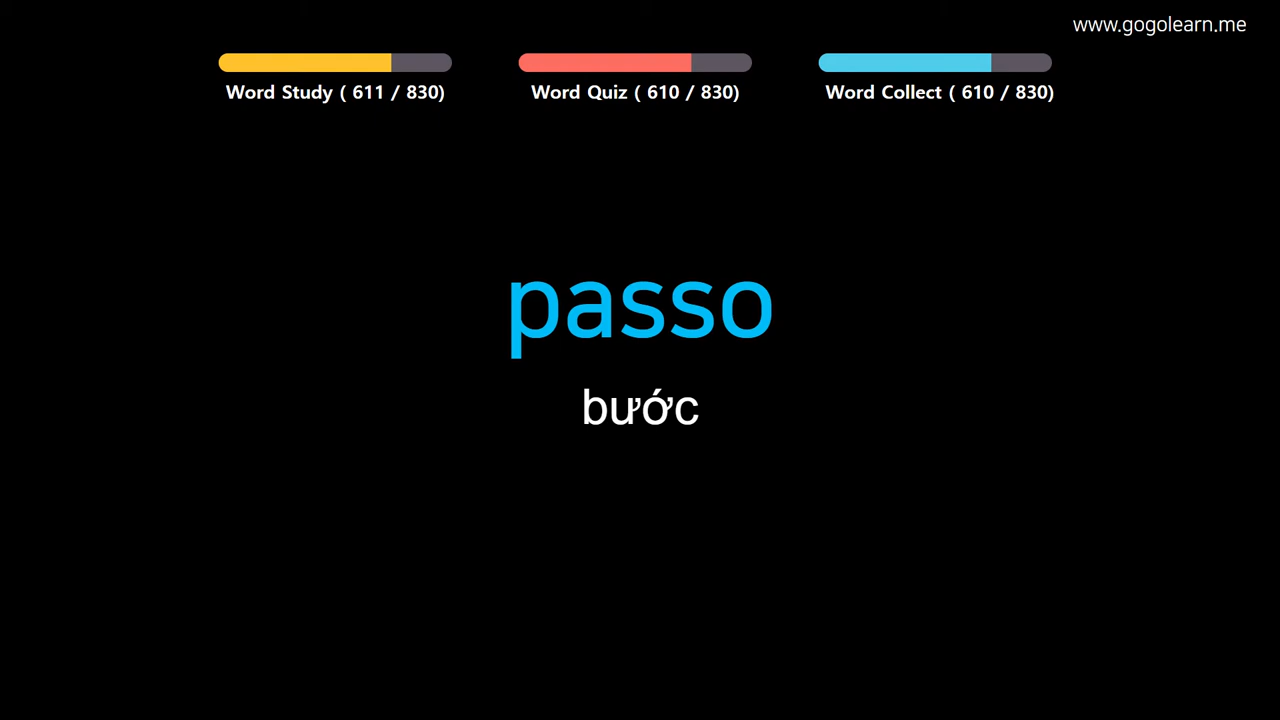 www.gogolearn.me
Word Study ( 611 / 830)
Word Quiz ( 610 / 830)
Word Collect ( 610 / 830)
passo
bước